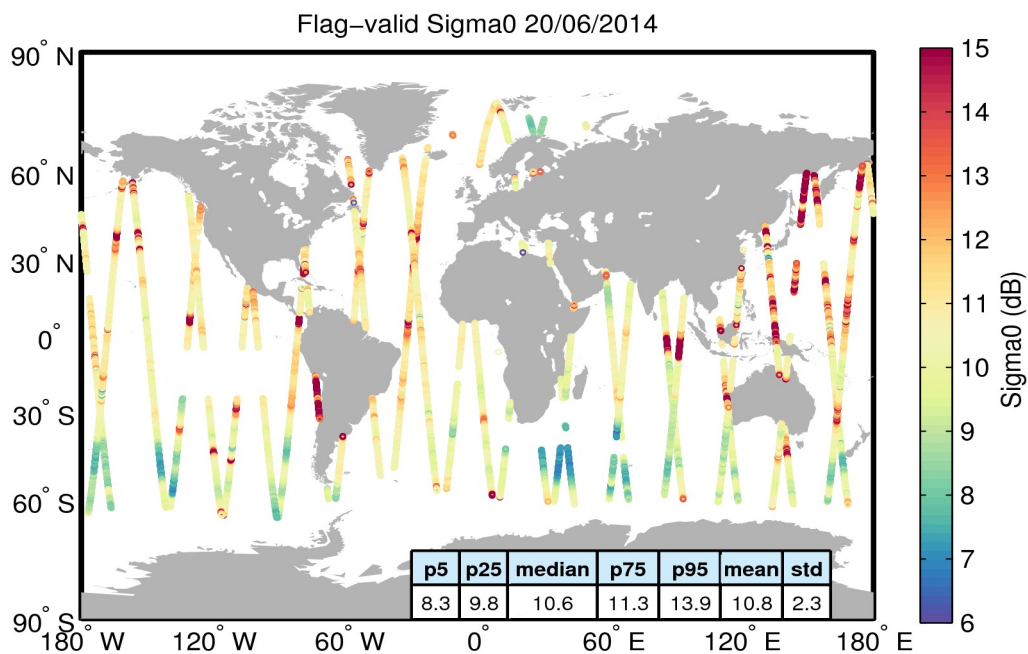 Flag−valid Sigma0 20/06/2014
90° N
60° N
30° N
0°
30° S
60° S
90° S
180° W
120° W
60° W
0°
60° E
120° E
180° E
p5 p25 median p75 p95 mean std
8.3 9.8 10.6 11.3 13.9 10.8 2.3
15
14
13
12
11
10
9
8
7
6
Sigma0 (dB)